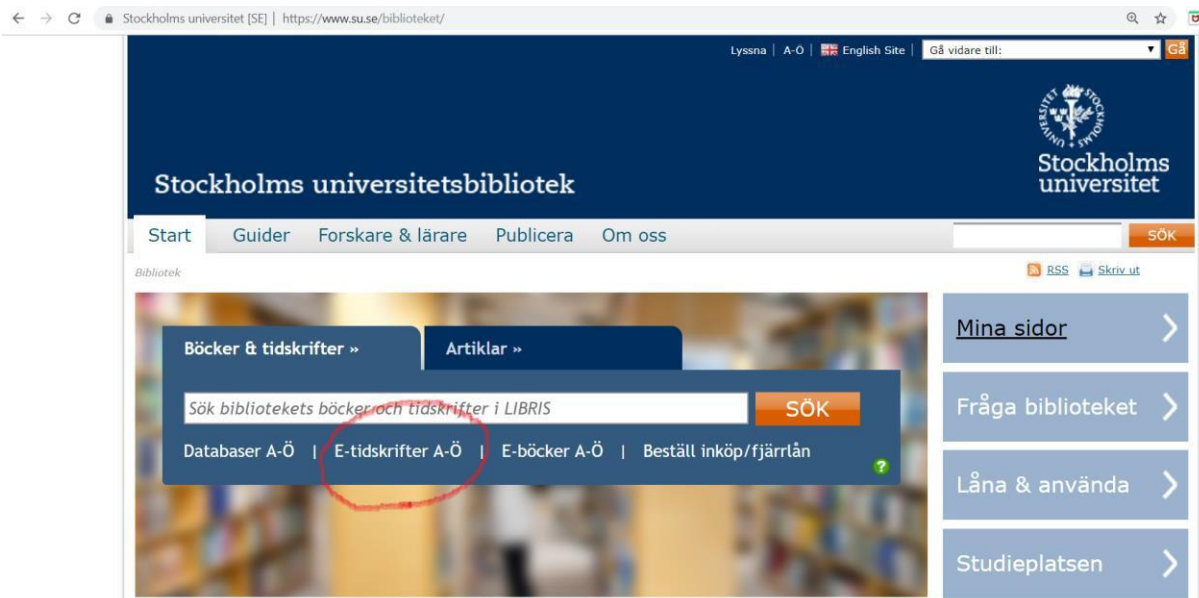 Stockholms universitet [SE] | https://www.su.se/biblioteket/
Lyssna | A-Ö | English Site | Gå vidare till: Gå
STOCKHOLMS UNIVERSITET
Stockholms
universitet
Stockholms universitetsbibliotek
Start Guider Forskare & lärare Publicera Om oss SÖK
Bibliotek RSS Skriv ut
Böcker & tidskrifter » Artiklar »
Sök bibliotekets böcker och tidskrifter i LIBRIS SÖK
Databaser A-Ö | E-tidskrifter A-Ö | E-böcker A-Ö | Beställ inköp/fjärrlån
?
Mina sidor
Fråga biblioteket
Låna & använda
Studieplatsen